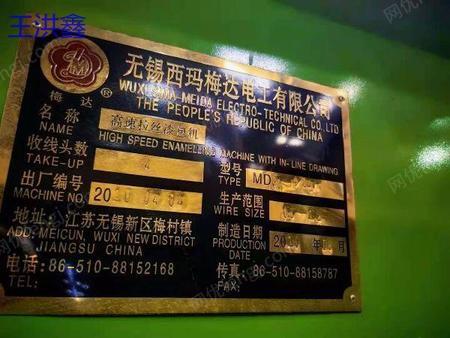 王洪鑫
无锡西玛梅达电工有限公司
WUXI SIMA-MEIDA ELECTRO-TECHNICAL CO.LTD
THE PEOPLE'S REPUBLIC OF CHINA
梅达®
名称 高速拉丝漆包机
NAME HIGH SPEED ENAMELING MACHINE WITH IN-LINE DRAWING
收线头数 型号
TAKE-UP TYPE MD
出厂编号 生产范围
MACHINE NO. WIRE SIZE
地址：江苏无锡新区梅村镇 制造日期
ADD:MEICUN, WUXI NEW DISTRICT PRODUCTION
JIANGSU CHINA DATE
电话：86-510-88152168 传真：86-510-88158787
TEL: FAX: